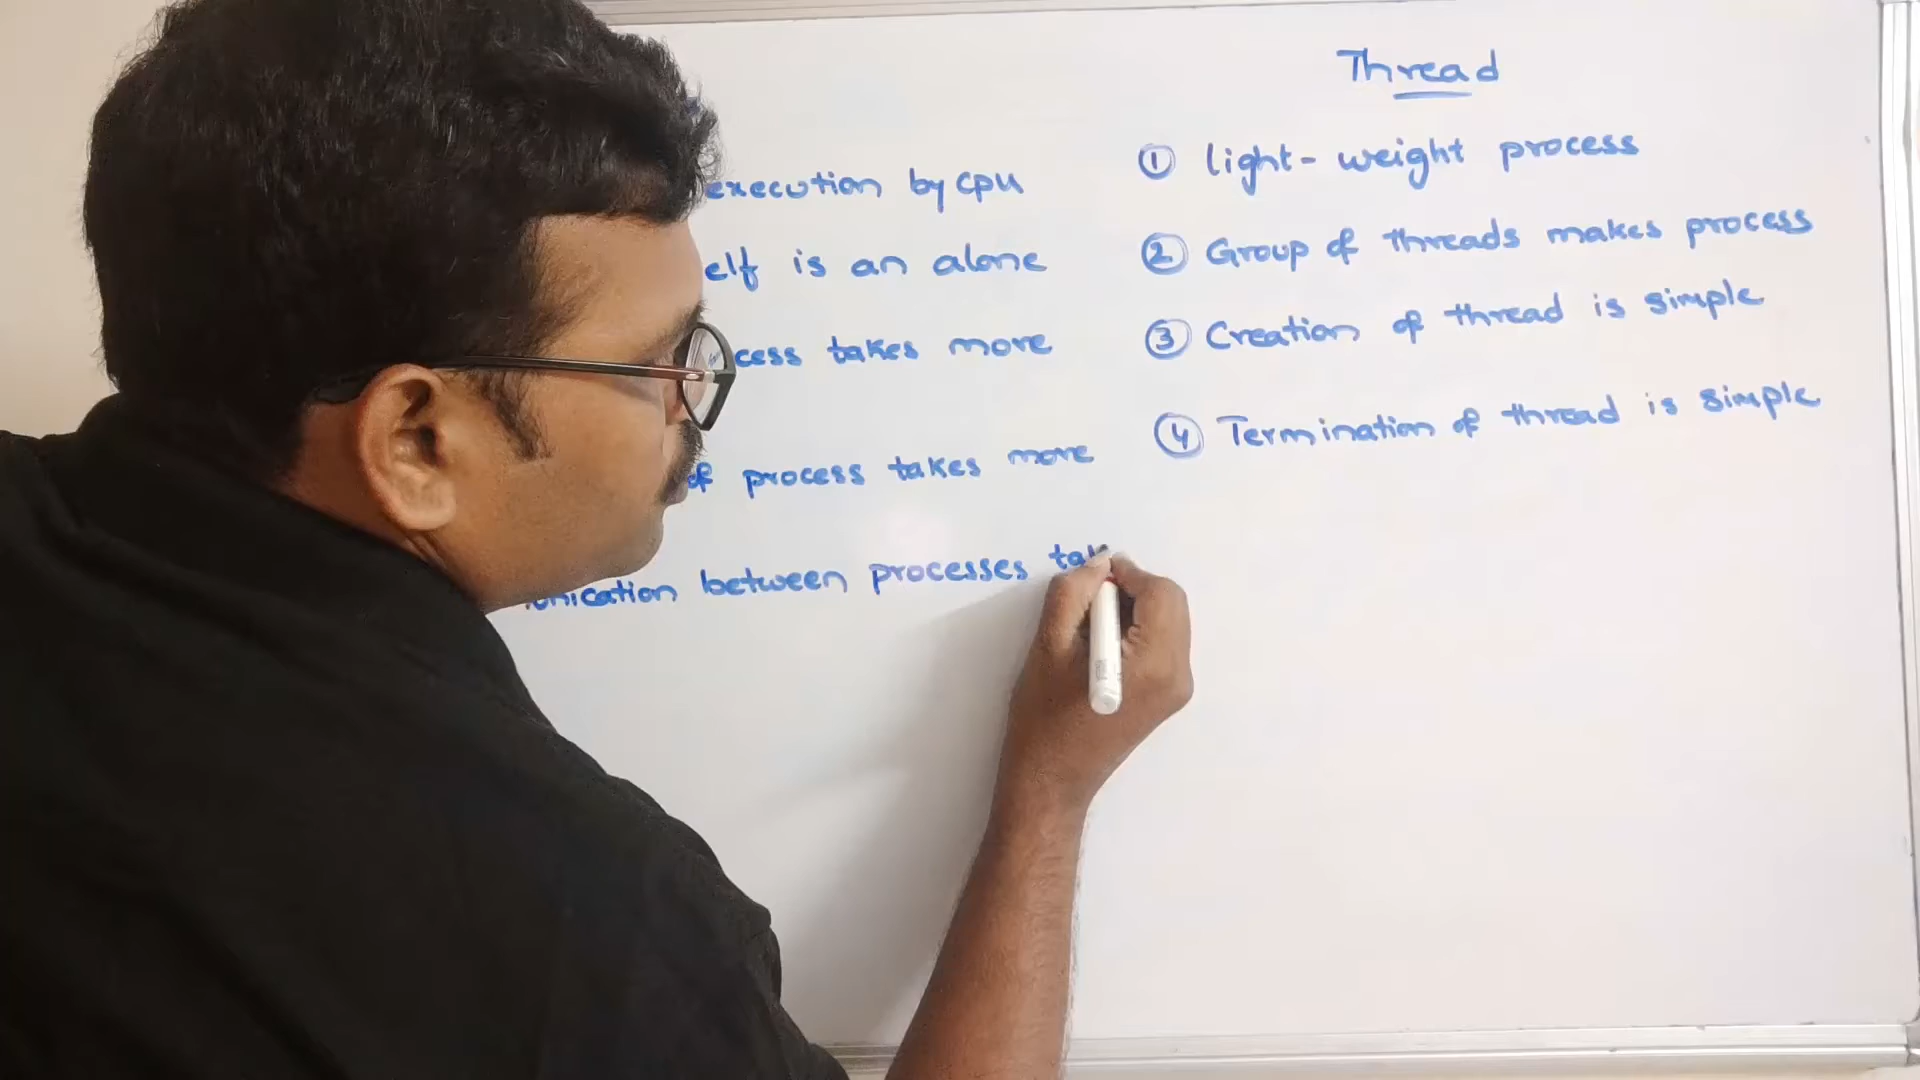 Thread
execution by cpu
elf is an alone
cess takes more
of process takes more
unication between processes tak
① light-weight process
② Group of threads makes process
③ Creation of thread is simple
④ Termination of thread is simple